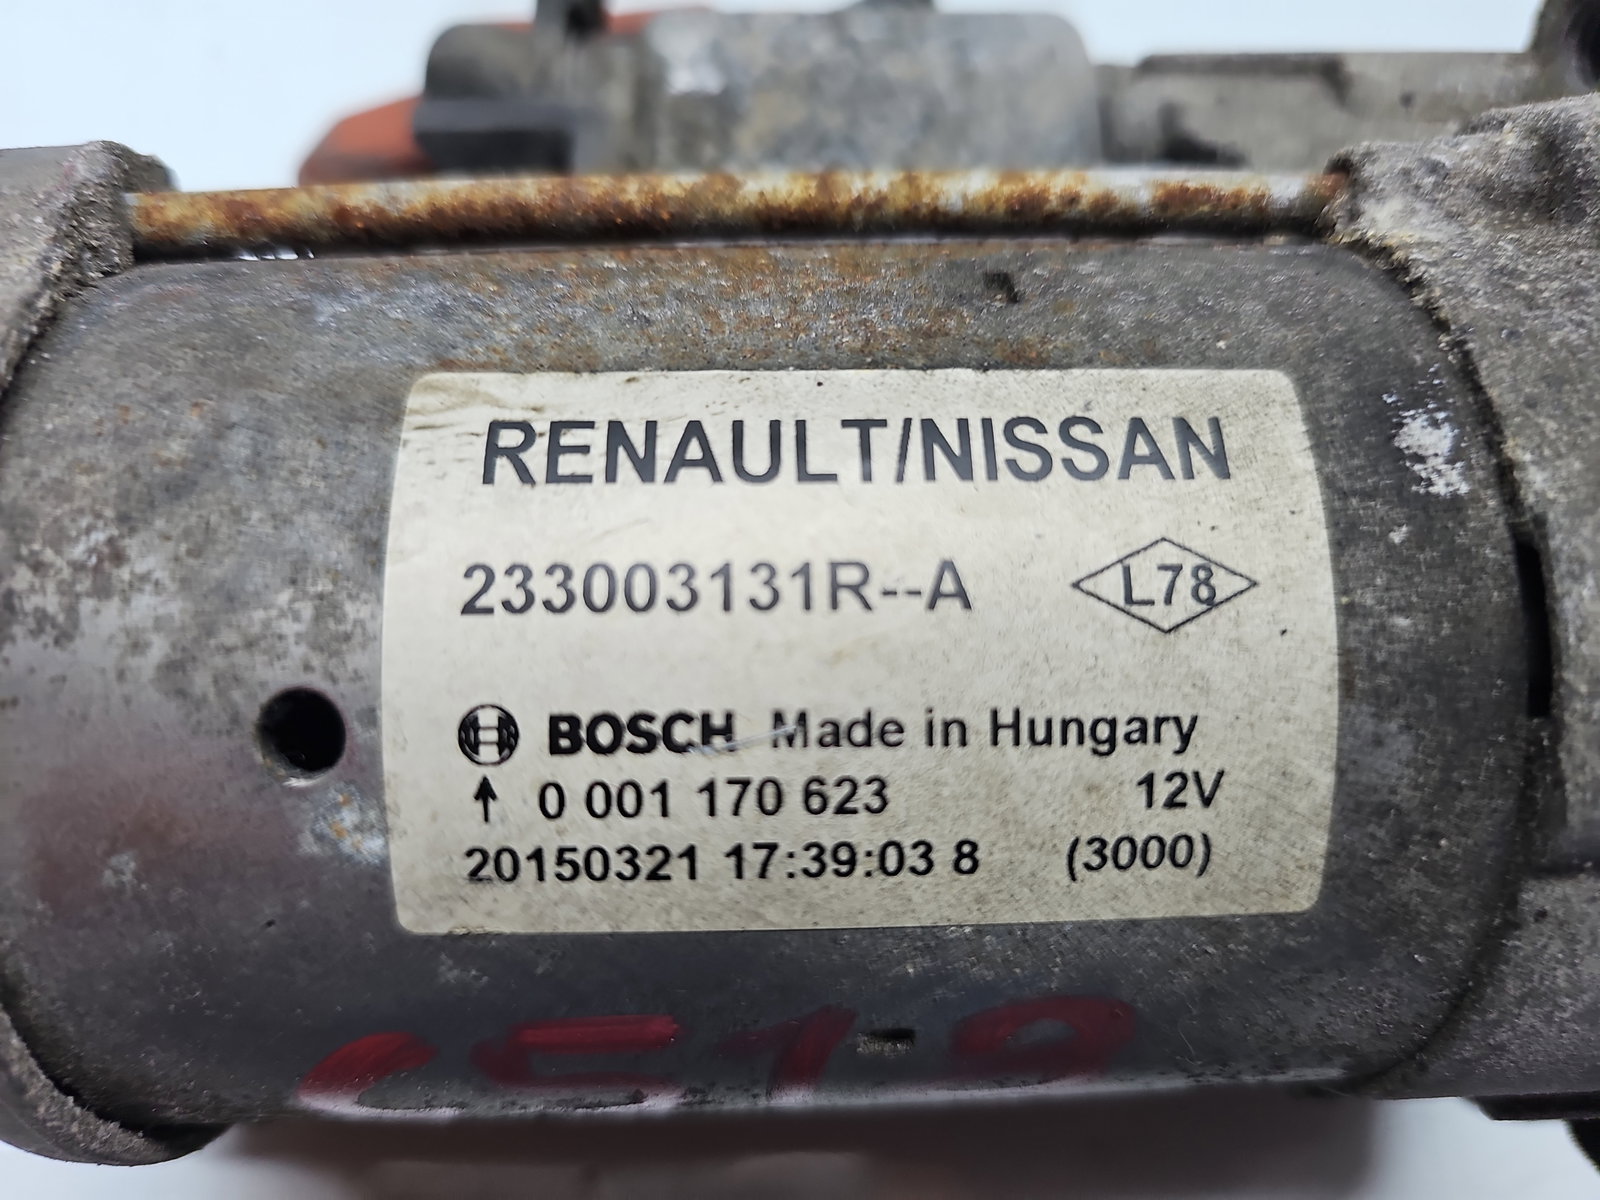 RENAULT/NISSAN
233003131R--A L78
BOSCH Made in Hungary
↑ 0 001 170 623 12V
20150321 17:39:03 8 (3000)